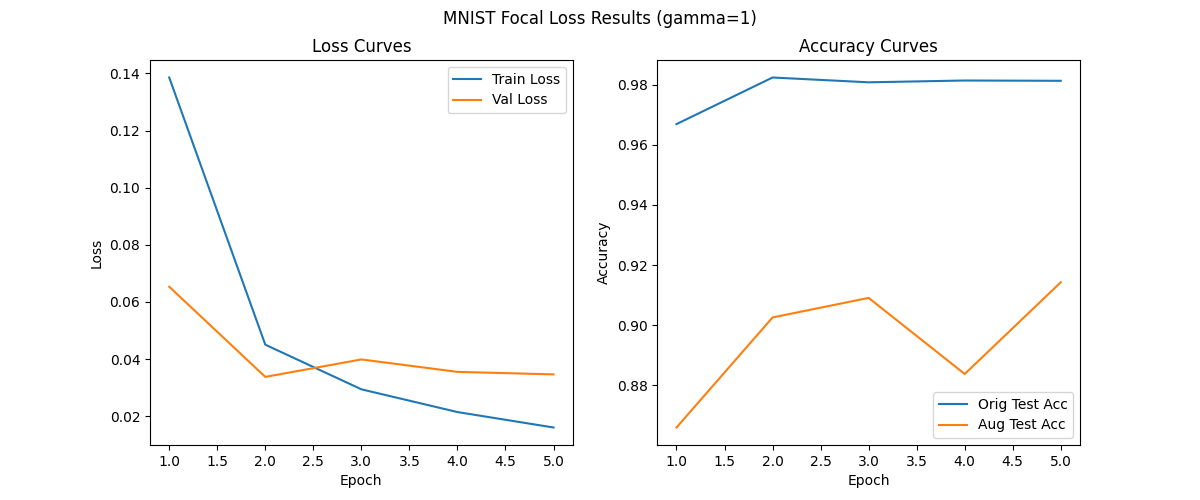 MNIST Focal Loss Results (gamma=1)
Loss Curves
Train Loss
Val Loss
0.14
0.12
0.10
0.08
0.06
0.04
0.02
Loss
1.0 1.5 2.0 2.5 3.0 3.5 4.0 4.5 5.0
Epoch
Accuracy Curves
0.98
0.96
0.94
0.92
0.90
0.88
Accuracy
Orig Test Acc
Aug Test Acc
1.0 1.5 2.0 2.5 3.0 3.5 4.0 4.5 5.0
Epoch